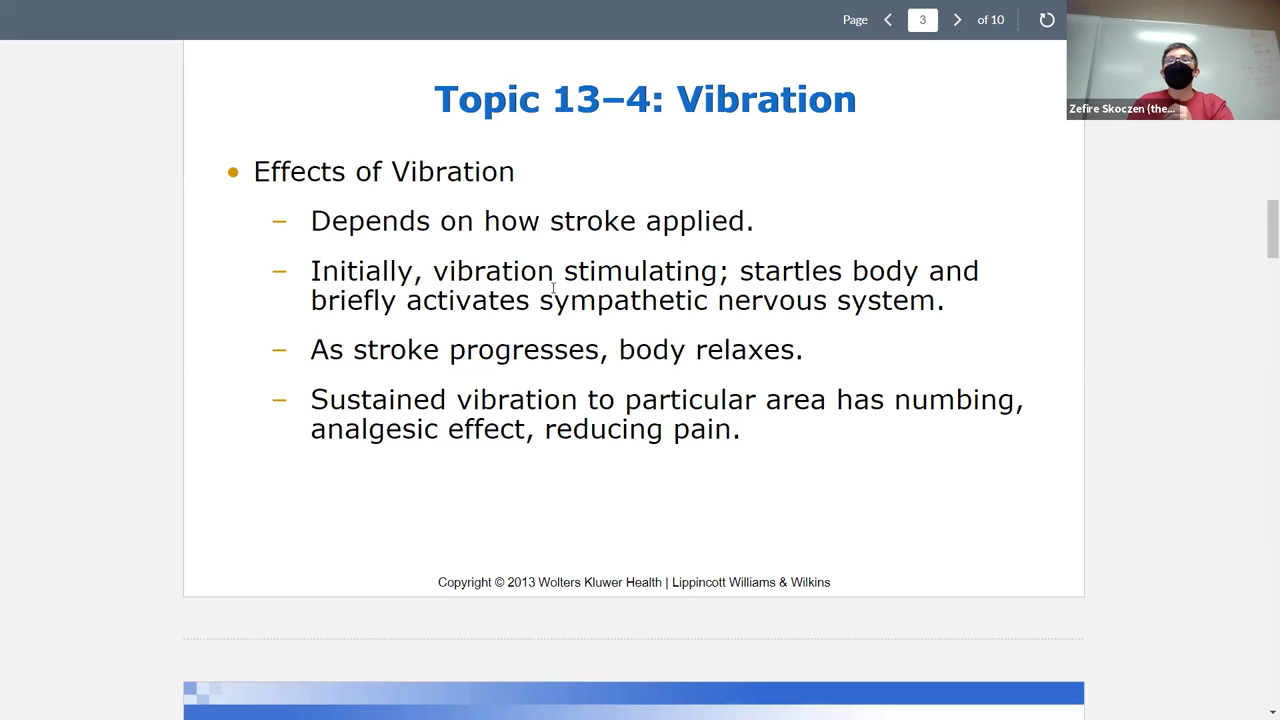 Page 3 of 10
Zefire Skoczen (the...
Topic 13–4: Vibration
• Effects of Vibration
– Depends on how stroke applied.
– Initially, vibration stimulating; startles body and
briefly activates sympathetic nervous system.
– As stroke progresses, body relaxes.
– Sustained vibration to particular area has numbing,
analgesic effect, reducing pain.
Copyright © 2013 Wolters Kluwer Health | Lippincott Williams & Wilkins